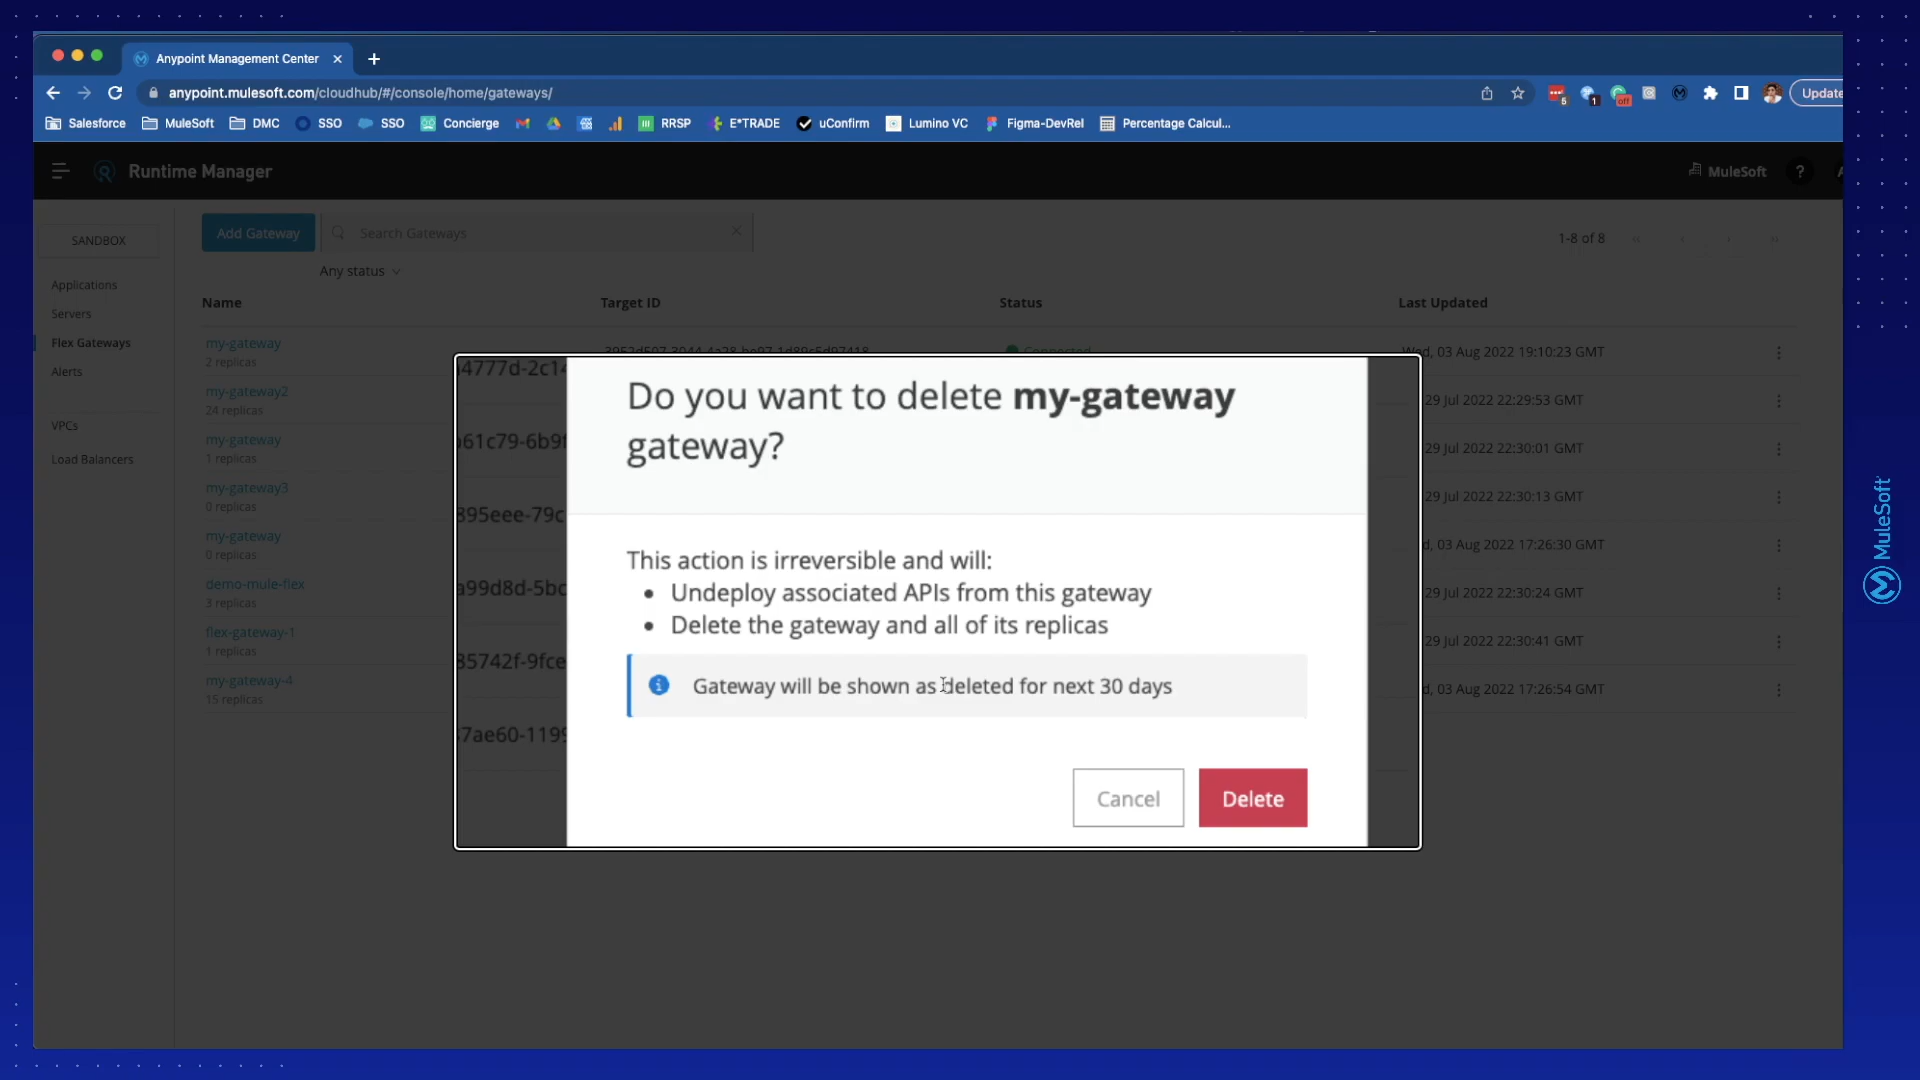 Anypoint Management Center
anypoint.mulesoft.com/cloudhub/#/console/home/gateways/
5
1
off
Update
Salesforce MuleSoft DMC SSO SSO Concierge RRSP E*TRADE uConfirm Lumino VC Figma-DevRel Percentage Calcul...
Runtime Manager
MuleSoft ?
SANDBOX
Applications
Servers
Flex Gateways
Alerts
VPCs
Load Balancers
Add Gateway Search Gateways
1-8 of 8
Any status
Name Target ID Status Last Updated
my-gateway
2 replicas
Connected Wed, 03 Aug 2022 19:10:23 GMT
my-gateway2
24 replicas
29 Jul 2022 22:29:53 GMT
my-gateway
1 replicas
29 Jul 2022 22:30:01 GMT
my-gateway3
0 replicas
29 Jul 2022 22:30:13 GMT
my-gateway
0 replicas
03 Aug 2022 17:26:30 GMT
demo-mule-flex
3 replicas
29 Jul 2022 22:30:24 GMT
flex-gateway-1
1 replicas
29 Jul 2022 22:30:41 GMT
my-gateway-4
15 replicas
03 Aug 2022 17:26:54 GMT
Do you want to delete my-gateway
gateway?
This action is irreversible and will:
• Undeploy associated APIs from this gateway
• Delete the gateway and all of its replicas
Gateway will be shown as deleted for next 30 days
Cancel Delete
MuleSoft